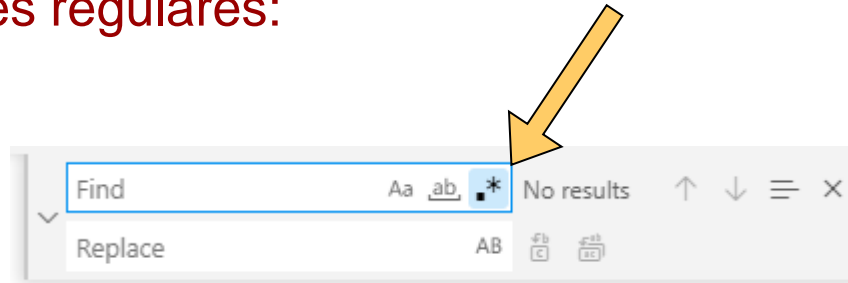 es regulares:
Find Aa ab .* No results
Replace AB